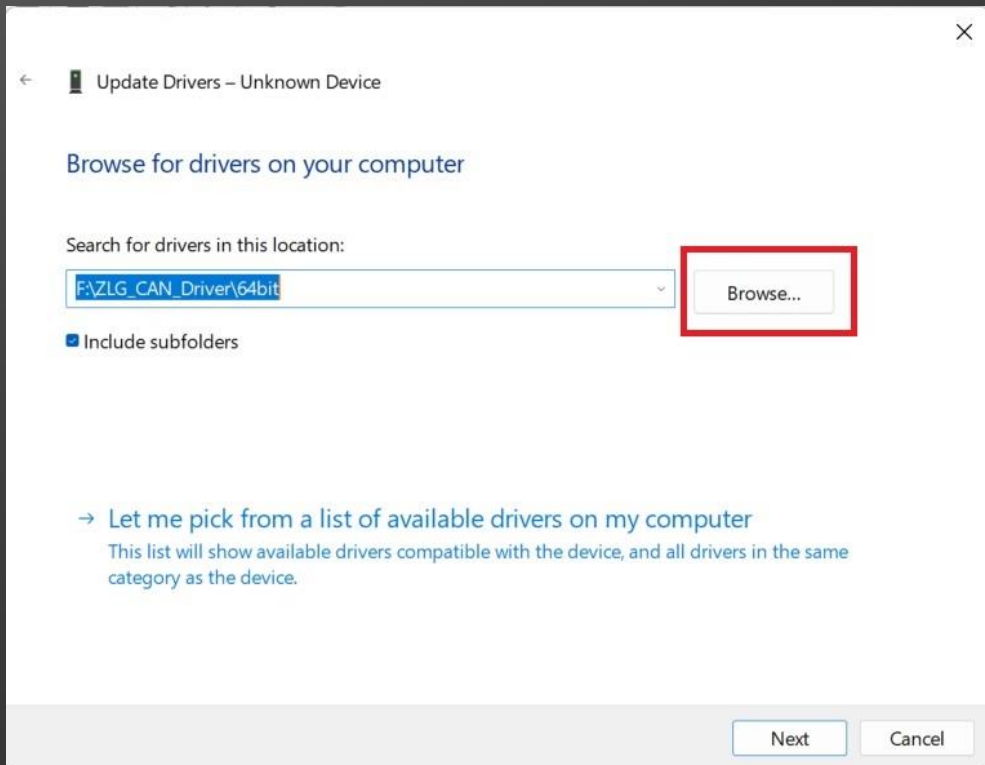 Update Drivers – Unknown Device
Browse for drivers on your computer
Search for drivers in this location:
F:\ZLG_CAN_Driver\64bit
Browse...
Include subfolders
Let me pick from a list of available drivers on my computer
This list will show available drivers compatible with the device, and all drivers in the same
category as the device.
Next
Cancel